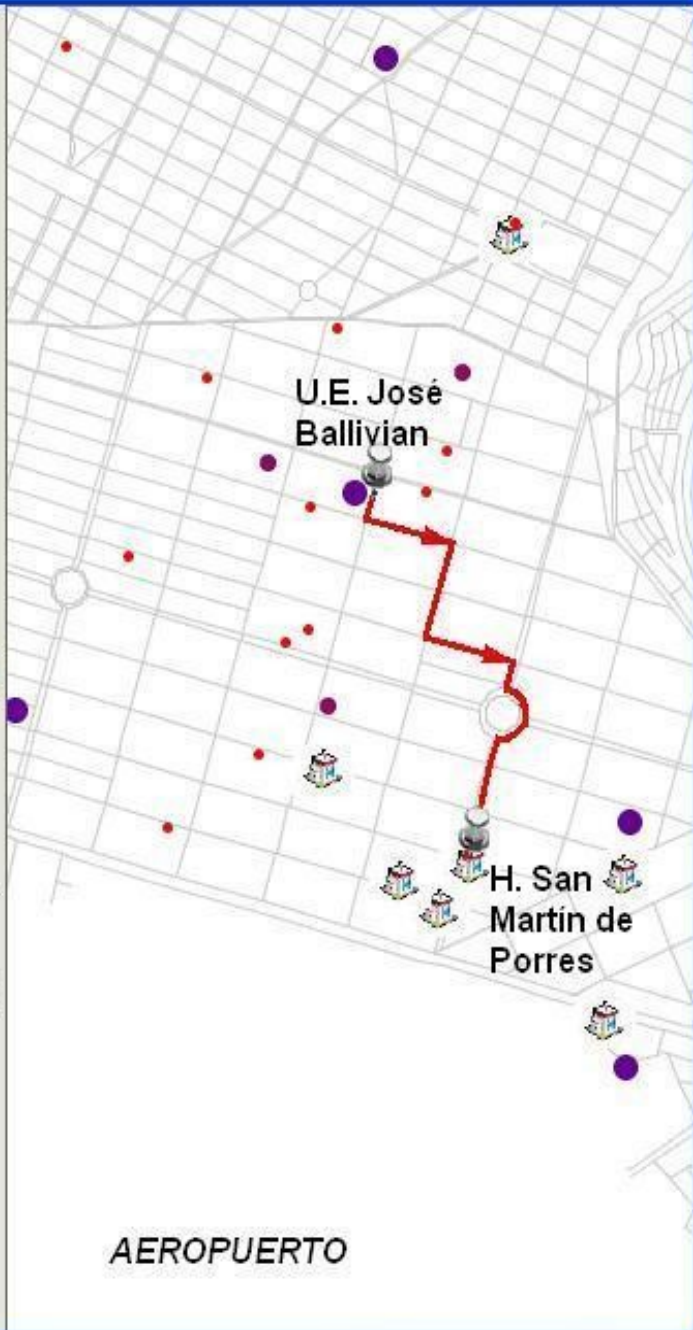 U.E. José
Ballivian
H. San
Martín de
Porres
AEROPUERTO